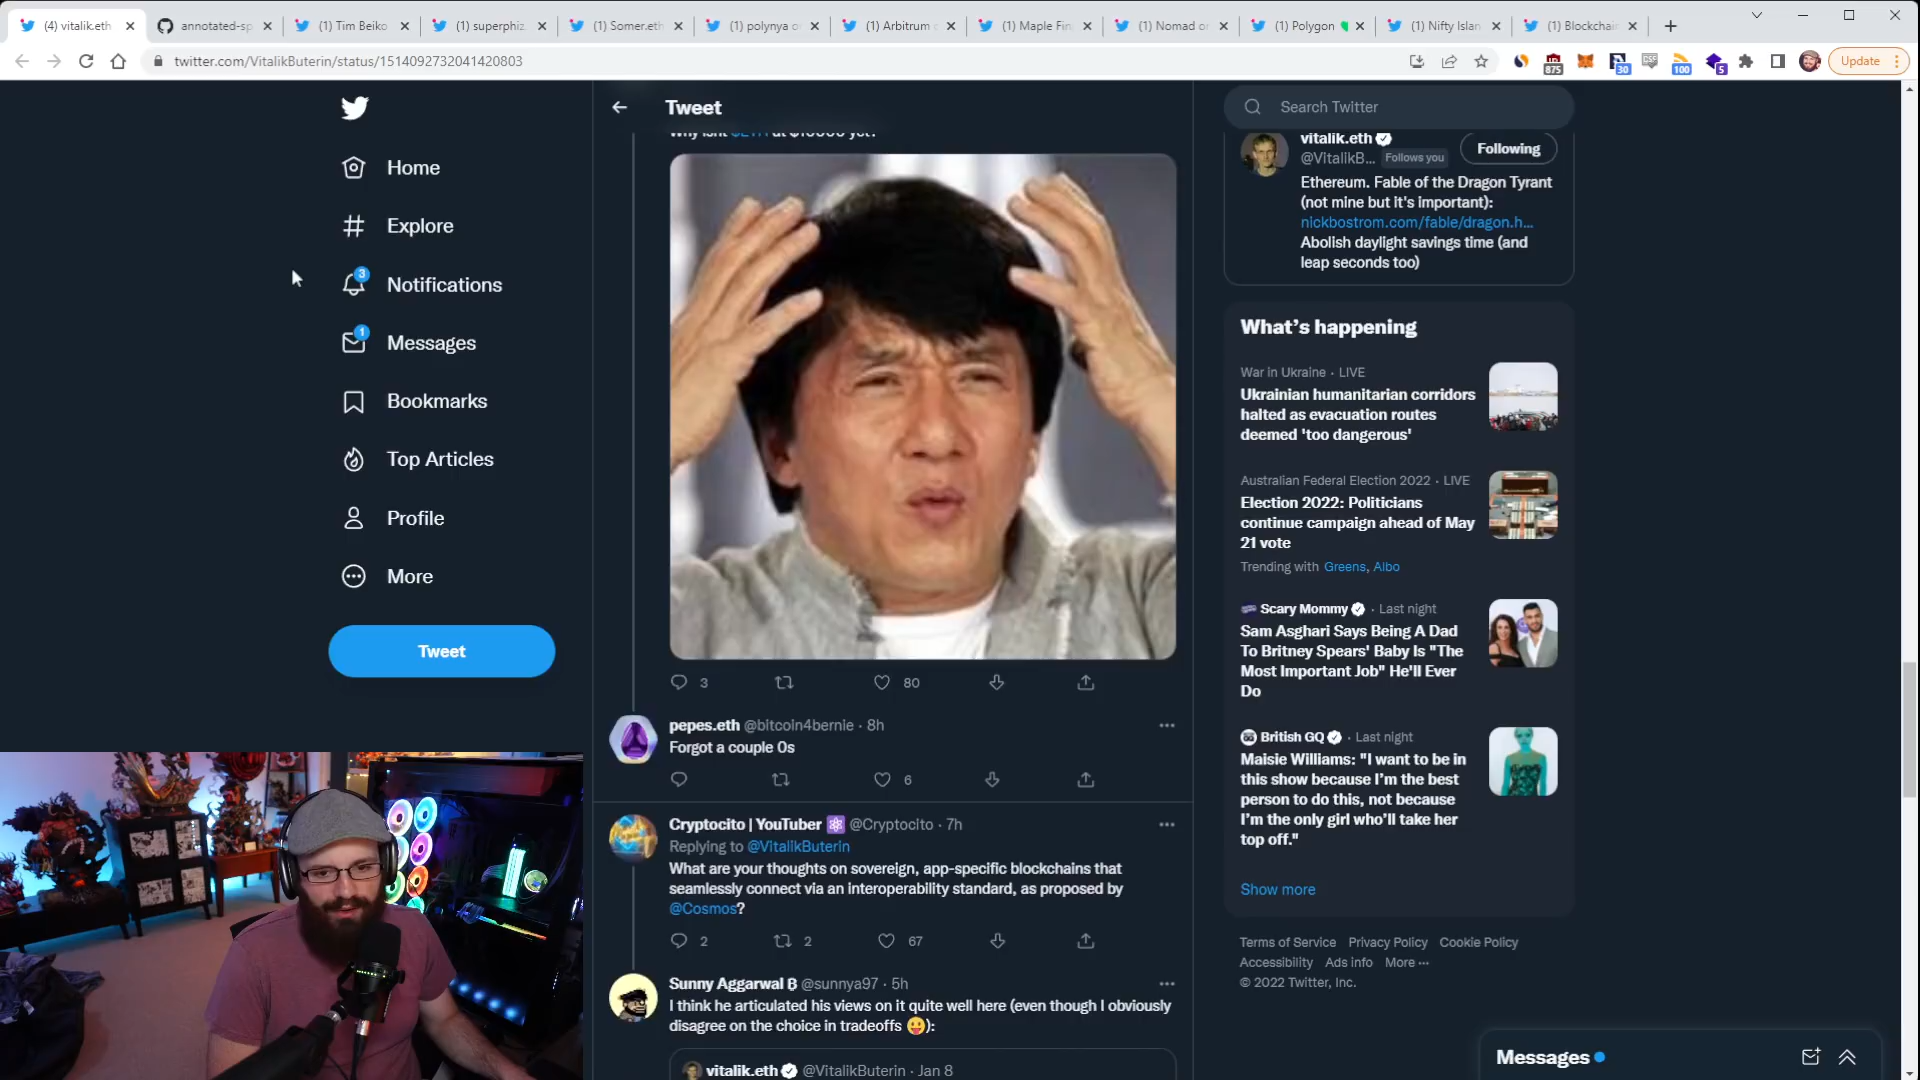 (4) vitalik.eth
annotated-sp
(1) Tim Beiko
(1) superphiz.
(1) Somer.eth
(1) polynya
(1) Arbitrum
(1) Maple Fin
(1) Nomad
(1) Polygon
(1) Nifty Islan
(1) Blockchai
twitter.com/VitalikButerin/status/1514092732041420803
875
30
100
5
Update
Home
Explore
3
Notifications
1
Messages
Bookmarks
Top Articles
Profile
More
Tweet
Tweet
3
80
pepes.eth @bitcoin4bernie · 8h
Forgot a couple 0s
6
Cryptocito | YouTuber @Cryptocito · 7h
Replying to @VitalikButerin
What are your thoughts on sovereign, app-specific blockchains that
seamlessly connect via an interoperability standard, as proposed by
@Cosmos?
2
2
67
Sunny Aggarwal ₿ @sunnya97 · 5h
I think he articulated his views on it quite well here (even though I obviously
disagree on the choice in tradeoffs 😛):
vitalik.eth @VitalikButerin · Jan 8
Search Twitter
vitalik.eth
@VitalikB... Follows you
Following
Ethereum. Fable of the Dragon Tyrant
(not mine but it's important):
nickbostrom.com/fable/dragon.h...
Abolish daylight savings time (and
leap seconds too)
What's happening
War in Ukraine · LIVE
Ukrainian humanitarian corridors
halted as evacuation routes
deemed 'too dangerous'
Australian Federal Election 2022 · LIVE
Election 2022: Politicians
continue campaign ahead of May
21 vote
Trending with Greens, Albo
Scary Mommy · Last night
Sam Asghari Says Being A Dad
To Britney Spears' Baby Is "The
Most Important Job" He'll Ever
Do
British GQ · Last night
Maisie Williams: "I want to be in
this show because I'm the best
person to do this, not because
I'm the only girl who'll take her
top off."
Show more
Terms of Service Privacy Policy Cookie Policy
Accessibility Ads info More ···
© 2022 Twitter, Inc.
Messages